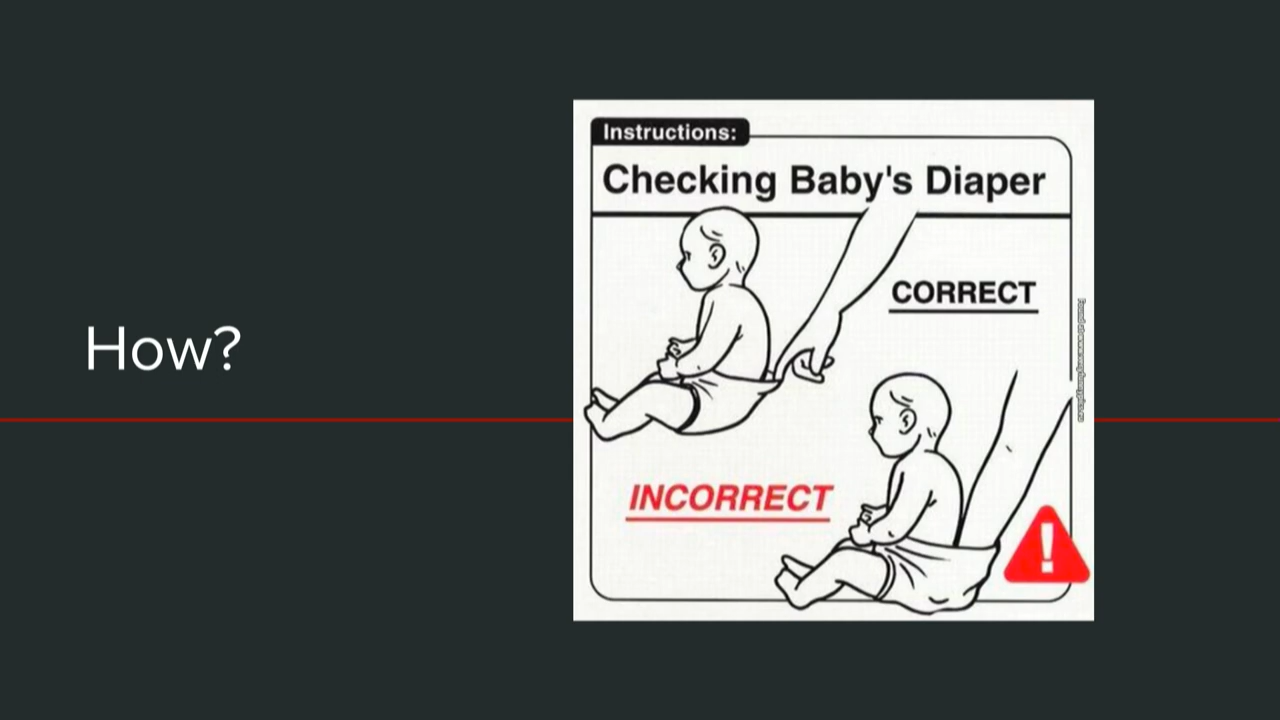 How?
Instructions:
Checking Baby's Diaper
CORRECT
INCORRECT